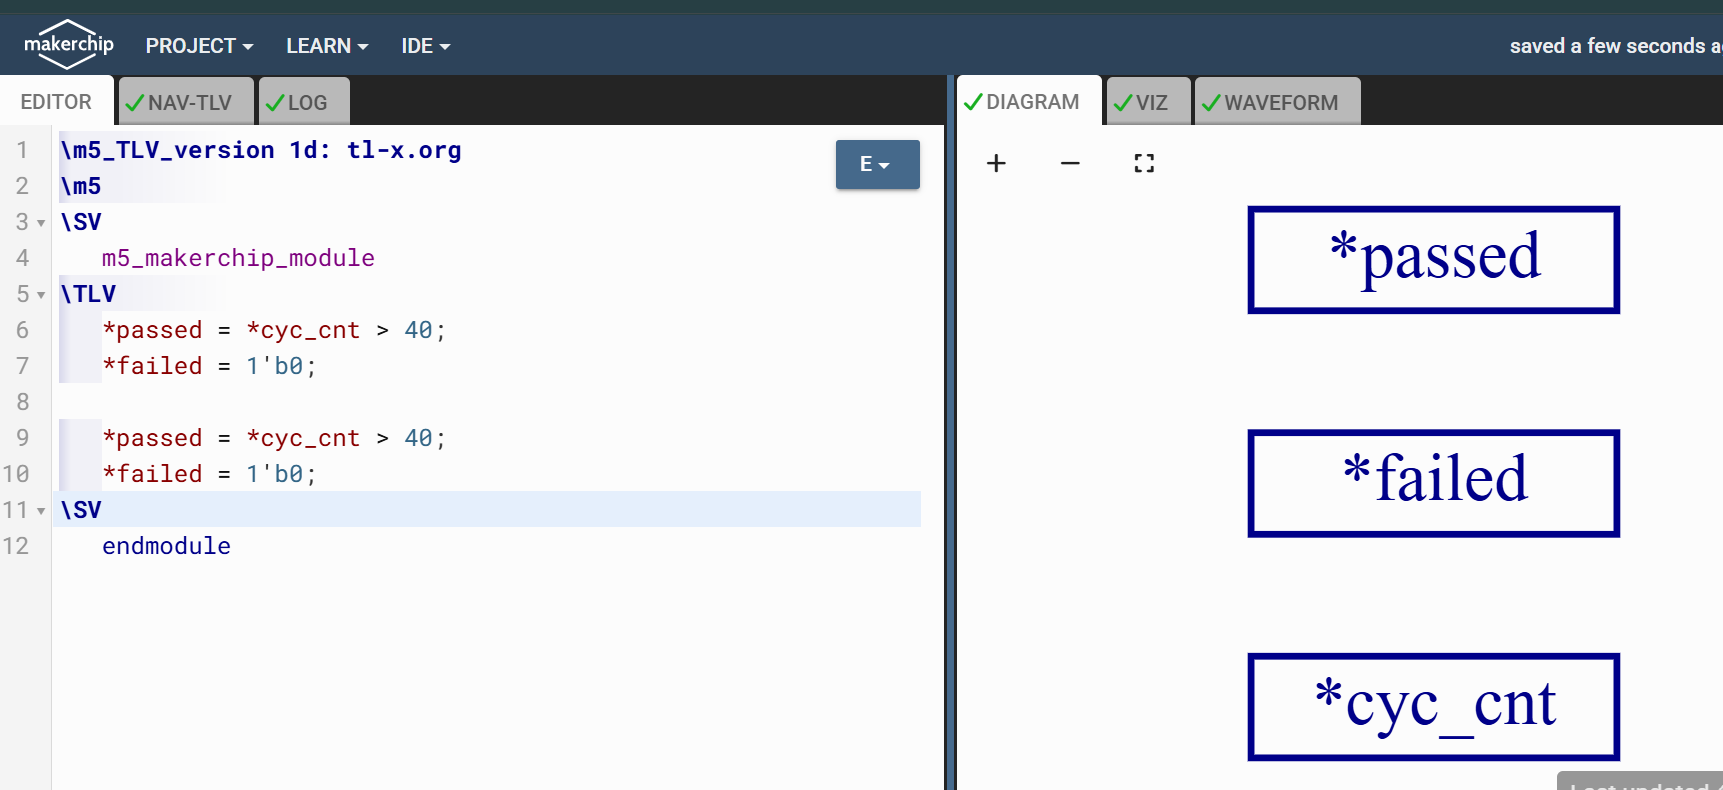 makerchip PROJECT LEARN IDE saved a few seconds a
EDITOR NAV-TLV LOG DIAGRAM VIZ WAVEFORM
1 \m5_TLV_version 1d: tl-x.org
E
2 \m5
3 \SV
4 m5_makerchip_module
5 \TLV
6 *passed = *cyc_cnt > 40;
7 *failed = 1'b0;
8
9 *passed = *cyc_cnt > 40;
10 *failed = 1'b0;
11 \SV
12 endmodule
*passed
*failed
*cyc_cnt
Last updated